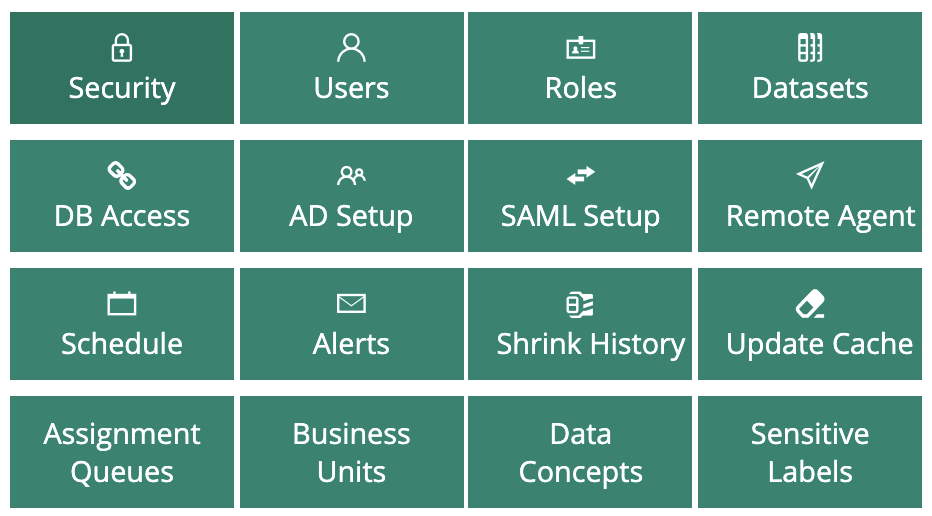 Security
Users
Roles
Datasets
DB Access
AD Setup
SAML Setup
Remote Agent
Schedule
Alerts
Shrink History
Update Cache
Assignment
Queues
Business
Units
Data
Concepts
Sensitive
Labels